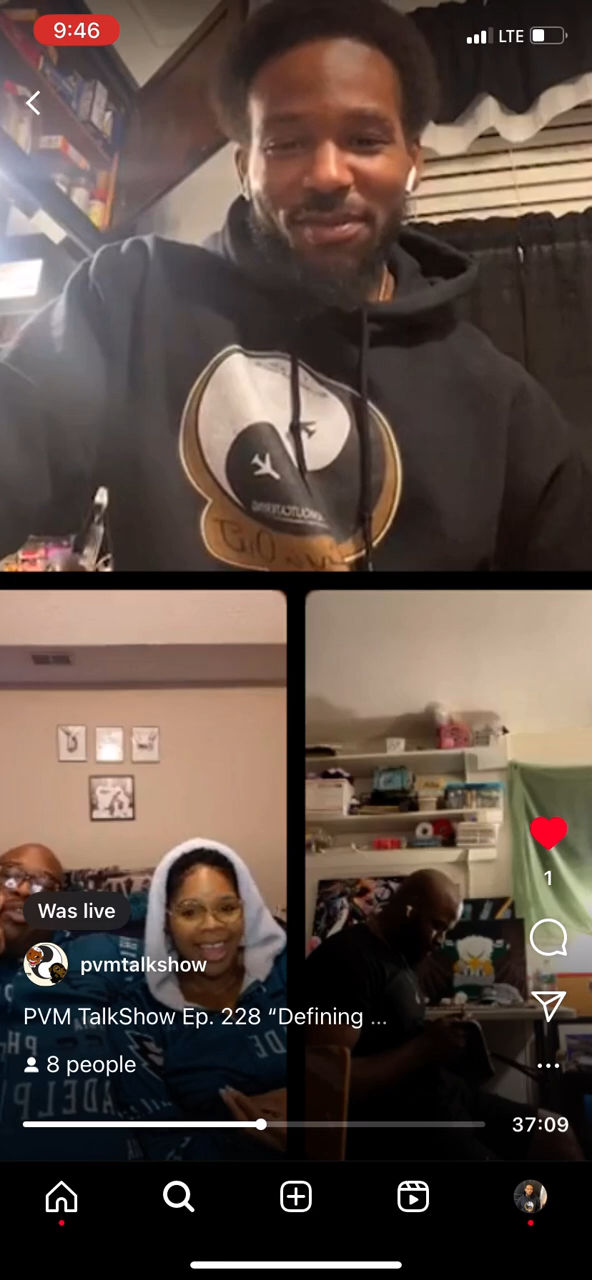 9:46
LTE
Was live
pvmtalkshow
PVM TalkShow Ep. 228 “Defining ...
8 people
1
37:09